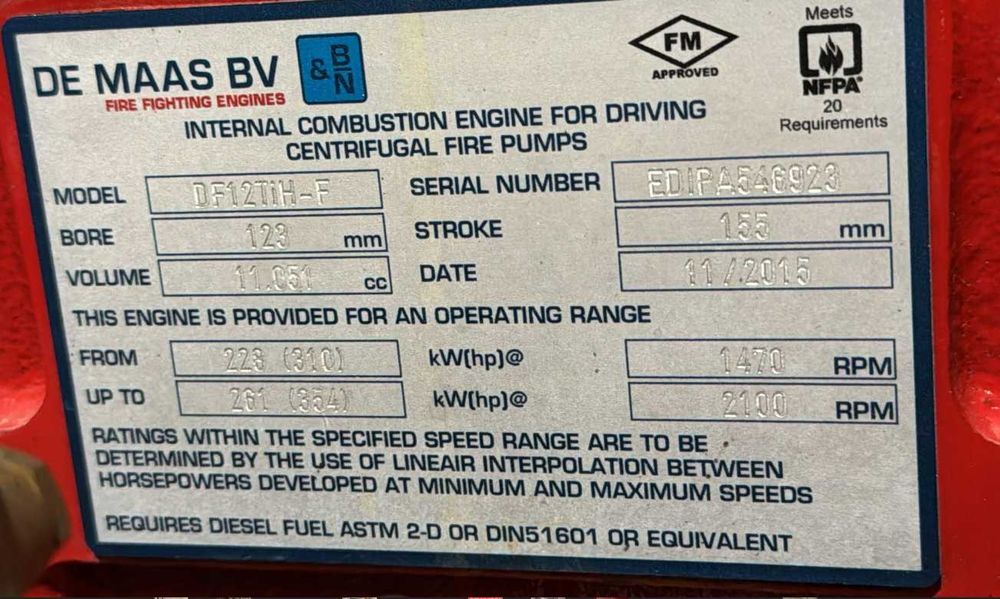 DE MAAS BV
& B/N
FIRE FIGHTING ENGINES
FM
APPROVED
Meets
NFPA
20
Requirements
INTERNAL COMBUSTION ENGINE FOR DRIVING
CENTRIFUGAL FIRE PUMPS
MODEL DF12TIH-F SERIAL NUMBER EDIPA546923
BORE 123 mm STROKE 155 mm
VOLUME 11.051 cc DATE 11/2015
THIS ENGINE IS PROVIDED FOR AN OPERATING RANGE
FROM 228 (310) kW(hp)@ 1470 RPM
UP TO 261 (354) kW(hp)@ 2100 RPM
RATINGS WITHIN THE SPECIFIED SPEED RANGE ARE TO BE
DETERMINED BY THE USE OF LINEAIR INTERPOLATION BETWEEN
HORSEPOWERS DEVELOPED AT MINIMUM AND MAXIMUM SPEEDS
REQUIRES DIESEL FUEL ASTM 2-D OR DIN51601 OR EQUIVALENT